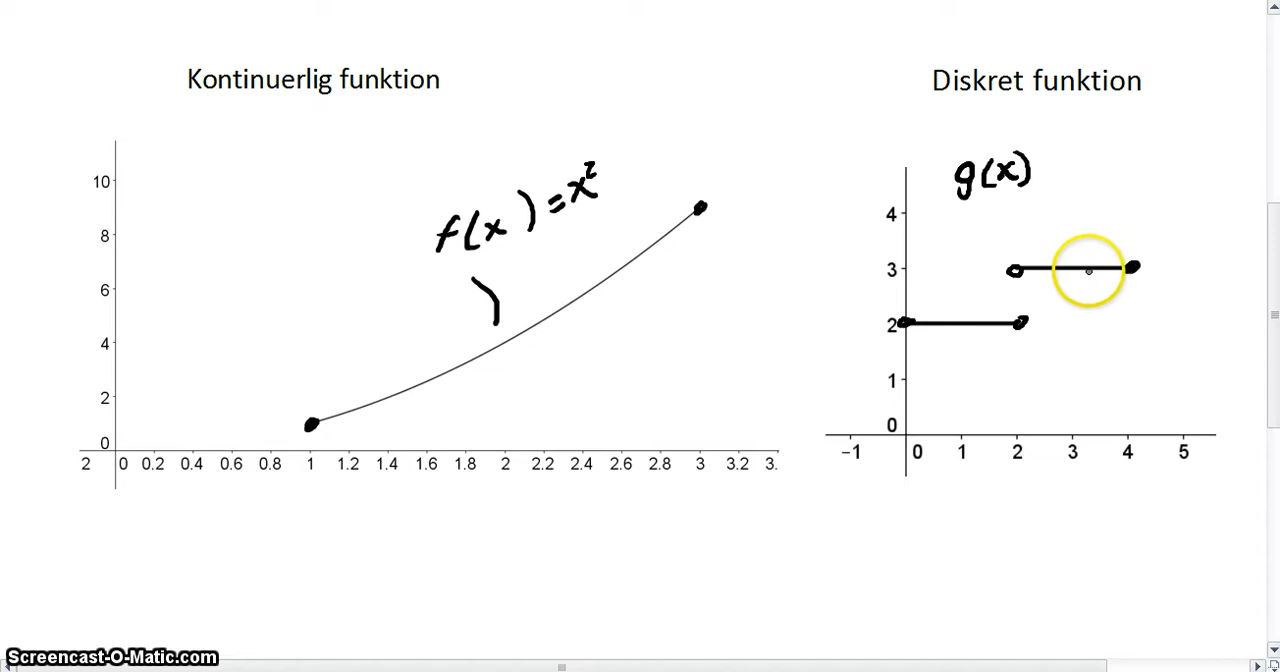 Kontinuerlig funktion
f(x)=x²
)
10
8
6
4
2
0
2 0 0.2 0.4 0.6 0.8 1 1.2 1.4 1.6 1.8 2 2.2 2.4 2.6 2.8 3 3.2 3.
Diskret funktion
g(x)
4
3
2
1
0
−1 0 1 2 3 4 5
Screencast-O-Matic.com